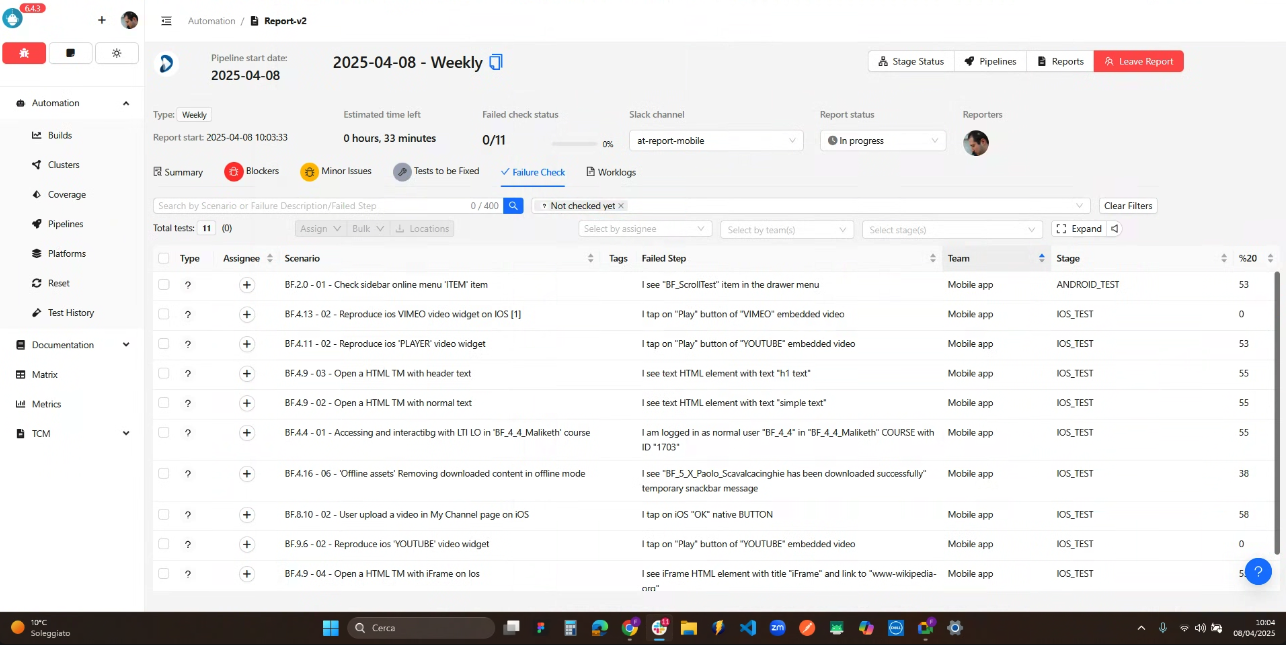 6.4.3
Automation / Report-v2
Automation
Builds
Clusters
Coverage
Pipelines
Platforms
Reset
Test History
Documentation
Matrix
Metrics
TCM
Pipeline start date:
2025-04-08
2025-04-08 - Weekly
Stage Status
Pipelines
Reports
Leave Report
Type: Weekly
Report start: 2025-04-08 10:03:33
Estimated time left
0 hours, 33 minutes
Failed check status
0/11
0%
Slack channel
at-report-mobile
Report status
In progress
Reporters
Summary
Blockers
Minor Issues
Tests to be Fixed
Failure Check
Worklogs
Search by Scenario or Failure Description/Failed Step 0 / 400
? Not checked yet
Clear Filters
Total tests: 11 (0)
Assign
Bulk
Locations
Select by assignee
Select by team(s)
Select stage(s)
Expand
Type Assignee Scenario Tags Failed Step Team Stage %20
? BF.2.0 - 01 - Check sidebar online menu 'ITEM' item I see "BF_ScrollTest" item in the drawer menu Mobile app ANDROID_TEST 53
? BF.4.13 - 02 - Reproduce ios VIMEO video widget on IOS [1] I tap on "Play" button of "VIMEO" embedded video Mobile app IOS_TEST 0
? BF.4.11 - 02 - Reproduce ios 'PLAYER' video widget I tap on "Play" button of "YOUTUBE" embedded video Mobile app IOS_TEST 53
? BF.4.9 - 03 - Open a HTML TM with header text I see text HTML element with text "h1 text" Mobile app IOS_TEST 55
? BF.4.9 - 02 - Open a HTML TM with normal text I see text HTML element with text "simple text" Mobile app IOS_TEST 55
? BF.4.4 - 01 - Accessing and interactibg with LTI LO in 'BF_4_4_Maliketh' course I am logged in as normal user "BF_4_4" in "BF_4_4_Maliketh" COURSE with Mobile app IOS_TEST 55
ID "1703"
? BF.4.16 - 06 - 'Offline assets' Removing downloaded content in offline mode I see "BF_5_X_Paolo_Scavalcacinghie has been downloaded successfully" Mobile app IOS_TEST 38
temporary snackbar message
? BF.8.10 - 02 - User upload a video in My Channel page on iOS I tap on iOS "OK" native BUTTON Mobile app IOS_TEST 58
? BF.9.6 - 02 - Reproduce ios 'YOUTUBE' video widget I tap on "Play" button of "YOUTUBE" embedded video Mobile app IOS_TEST 0
? BF.4.9 - 04 - Open a HTML TM with iFrame on Ios I see iFrame HTML element with title "iFrame" and link to "www-wikipedia- Mobile app IOS_TEST
org"
?
10°C
Soleggiato
Cerca
zm
10:04
08/04/2025